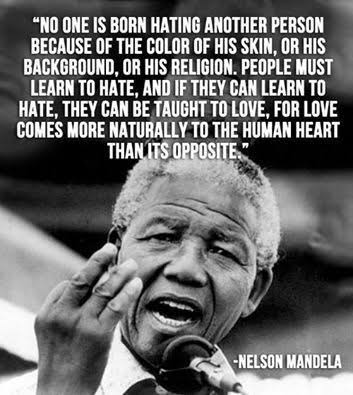 “NO ONE IS BORN HATING ANOTHER PERSON
BECAUSE OF THE COLOR OF HIS SKIN, OR HIS
BACKGROUND, OR HIS RELIGION. PEOPLE MUST
LEARN TO HATE, AND IF THEY CAN LEARN TO
HATE, THEY CAN BE TAUGHT TO LOVE, FOR LOVE
COMES MORE NATURALLY TO THE HUMAN HEART
THAN ITS OPPOSITE.”
-NELSON MANDELA